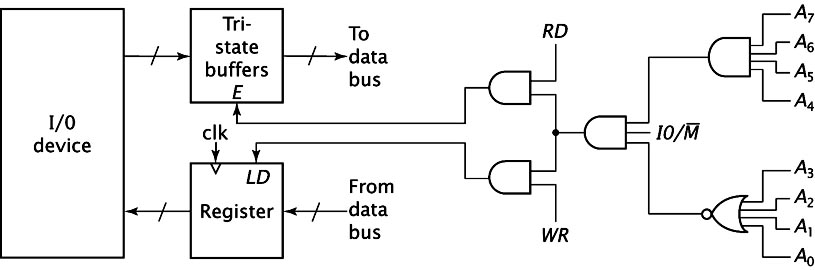 I/0
device
Tri-
state
buffers
E
To
data
bus
clk
LD
Register
From
data
bus
RD
WR
IO/M̅
A₇
A₆
A₅
A₄
A₃
A₂
A₁
A₀